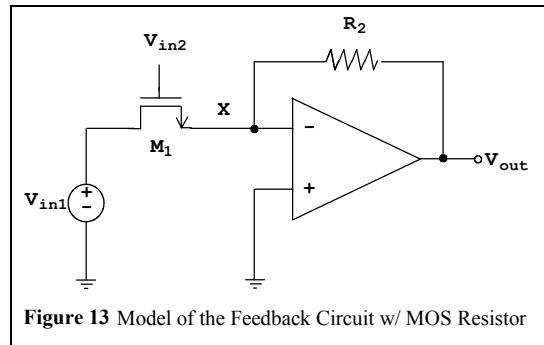 R2
Vin2
X
M1
−
+
Vout
+
-
Vin1
Figure 13 Model of the Feedback Circuit w/ MOS Resistor